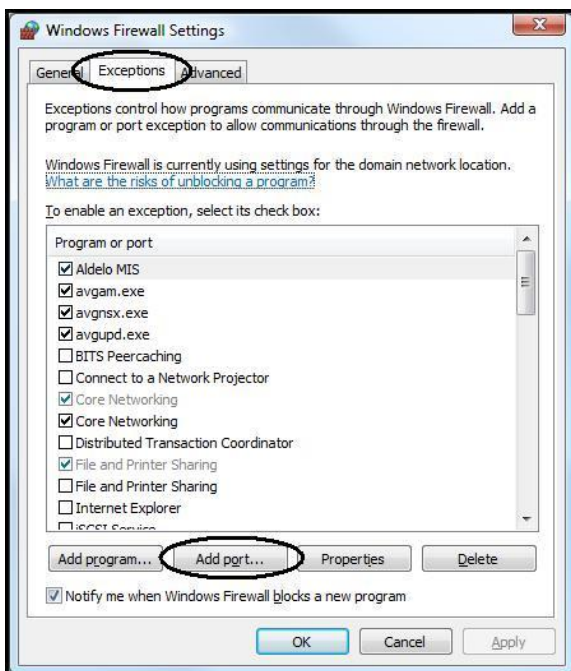 Windows Firewall Settings
General Exceptions Advanced
Exceptions control how programs communicate through Windows Firewall. Add a
program or port exception to allow communications through the firewall.
Windows Firewall is currently using settings for the domain network location.
What are the risks of unblocking a program?
To enable an exception, select its check box:
Program or port
Aldelo MIS
avgam.exe
avgnsx.exe
avgupd.exe
BITS Peercaching
Connect to a Network Projector
Core Networking
Core Networking
Distributed Transaction Coordinator
File and Printer Sharing
File and Printer Sharing
Internet Explorer
iSCSI Service
Add program... Add port... Properties Delete
Notify me when Windows Firewall blocks a new program
OK Cancel Apply